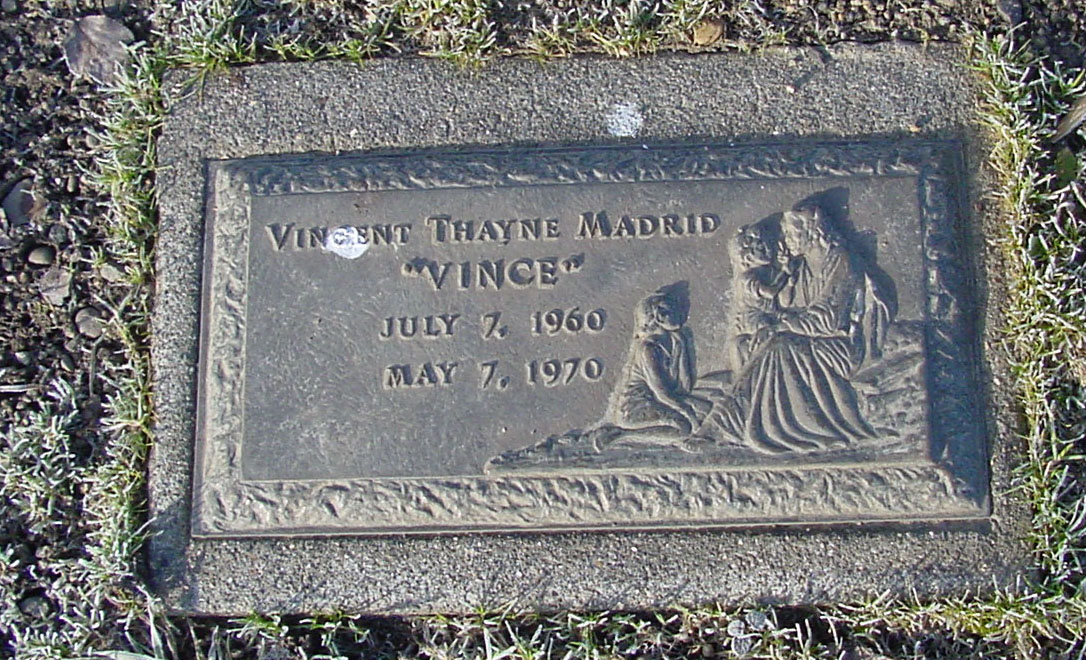 Vincent Thayne Madrid
"Vince"
July 7, 1960
May 7, 1970